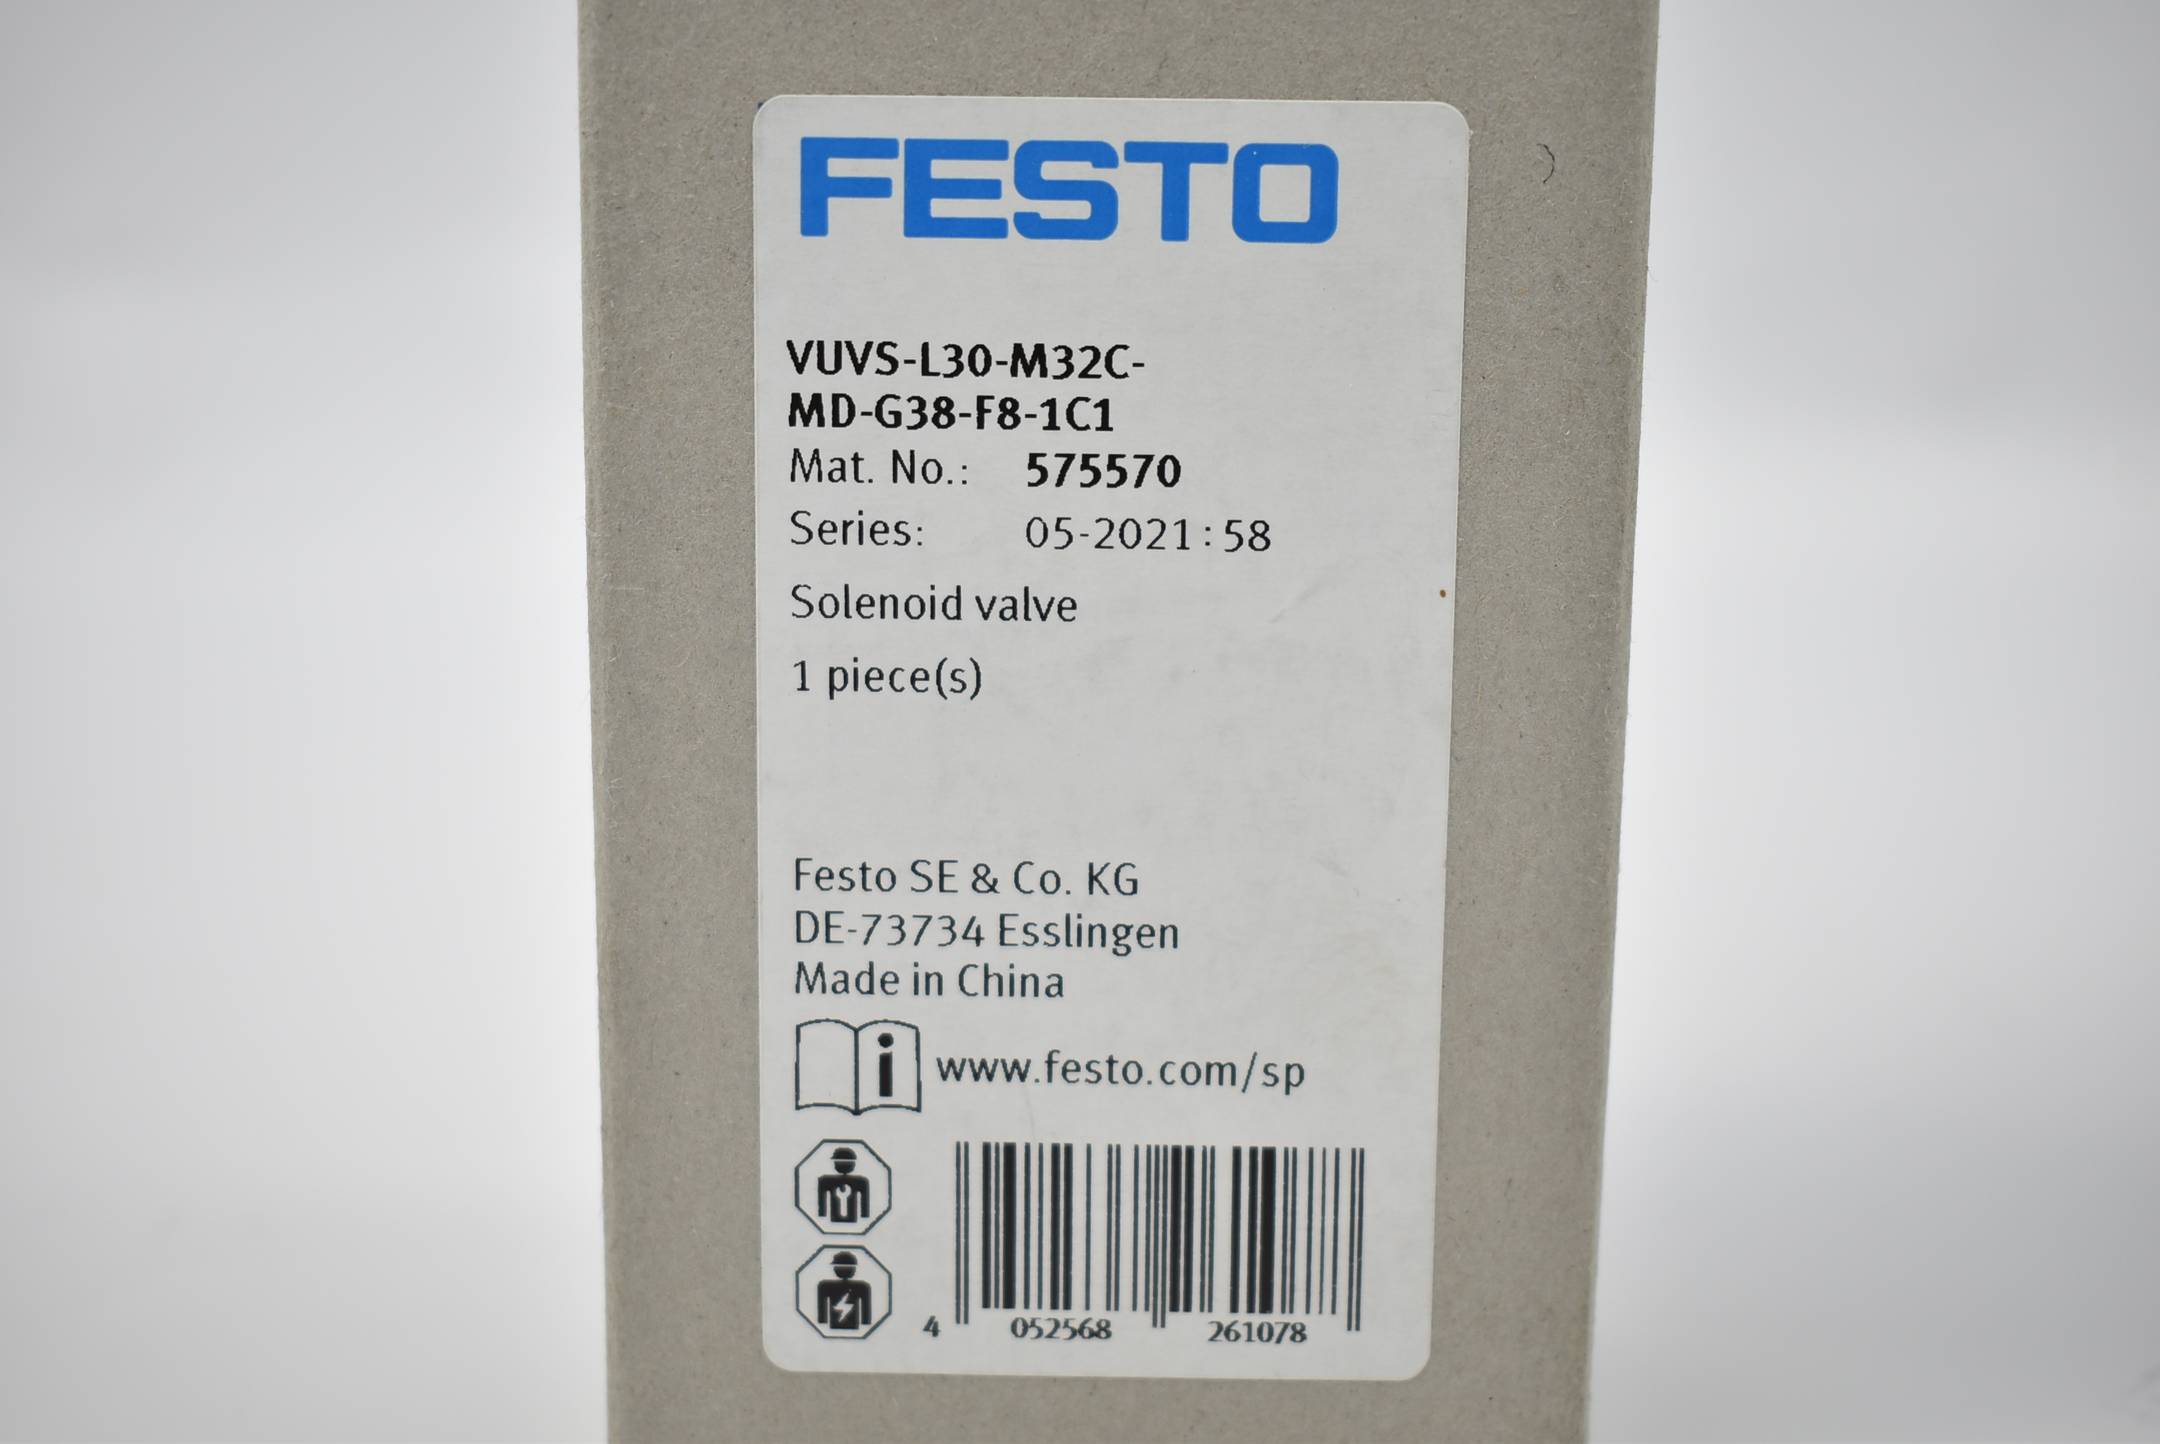 FESTO
VUVS-L30-M32C-
MD-G38-F8-1C1
Mat. No.: 575570
Series: 05-2021:58
Solenoid valve
1 piece(s)
Festo SE & Co. KG
DE-73734 Esslingen
Made in China
i www.festo.com/sp
4 052568 261078